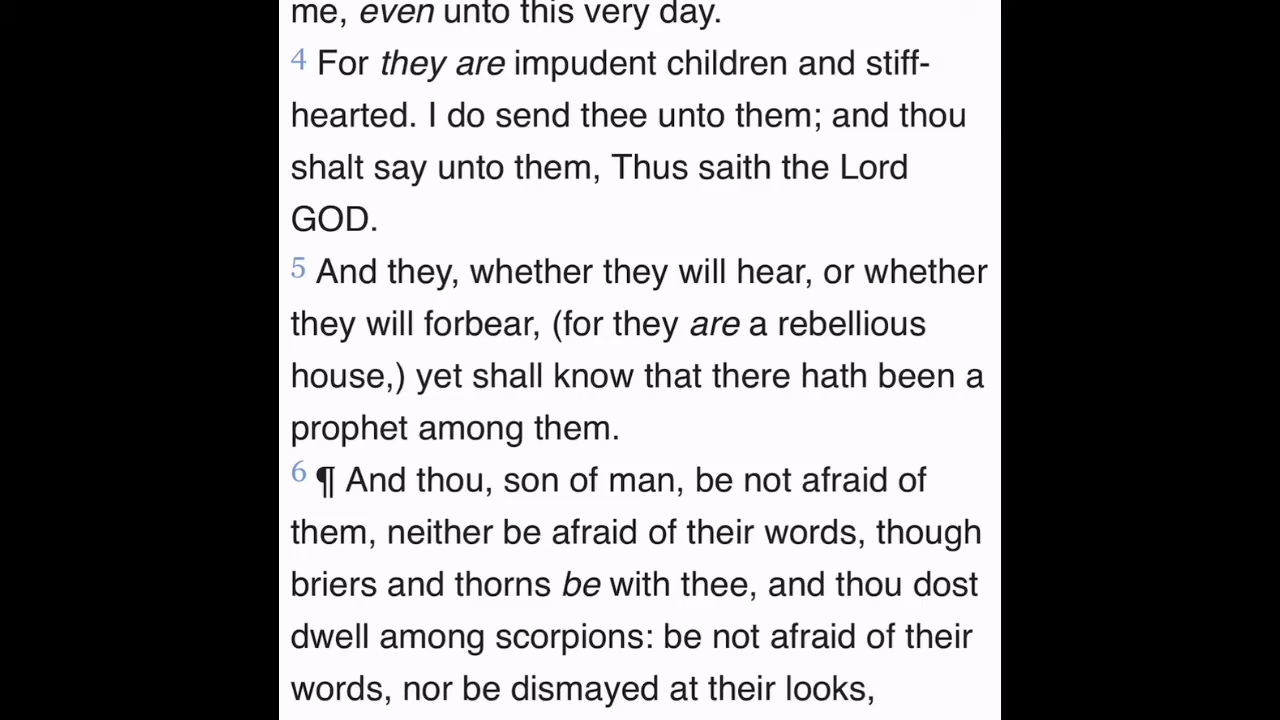 me, even unto this very day.
4 For they are impudent children and stiff-
hearted. I do send thee unto them; and thou
shalt say unto them, Thus saith the Lord
GOD.
5 And they, whether they will hear, or whether
they will forbear, (for they are a rebellious
house,) yet shall know that there hath been a
prophet among them.
6 ¶ And thou, son of man, be not afraid of
them, neither be afraid of their words, though
briers and thorns be with thee, and thou dost
dwell among scorpions: be not afraid of their
words, nor be dismayed at their looks,